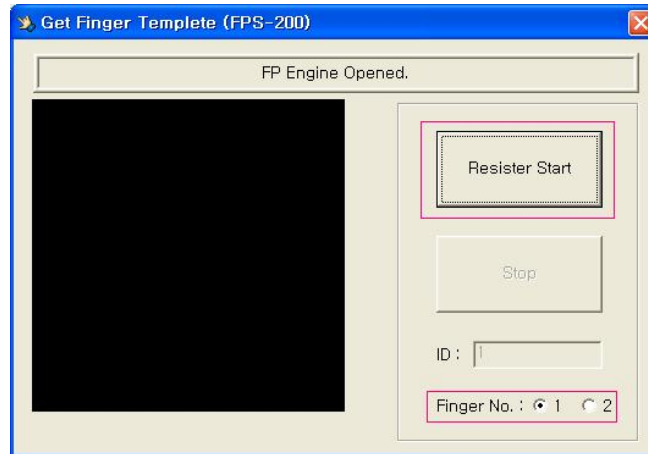 Get Finger Templete (FPS-200)
FP Engine Opened.
Resister Start
Stop
ID : 1
Finger No. : 1 2